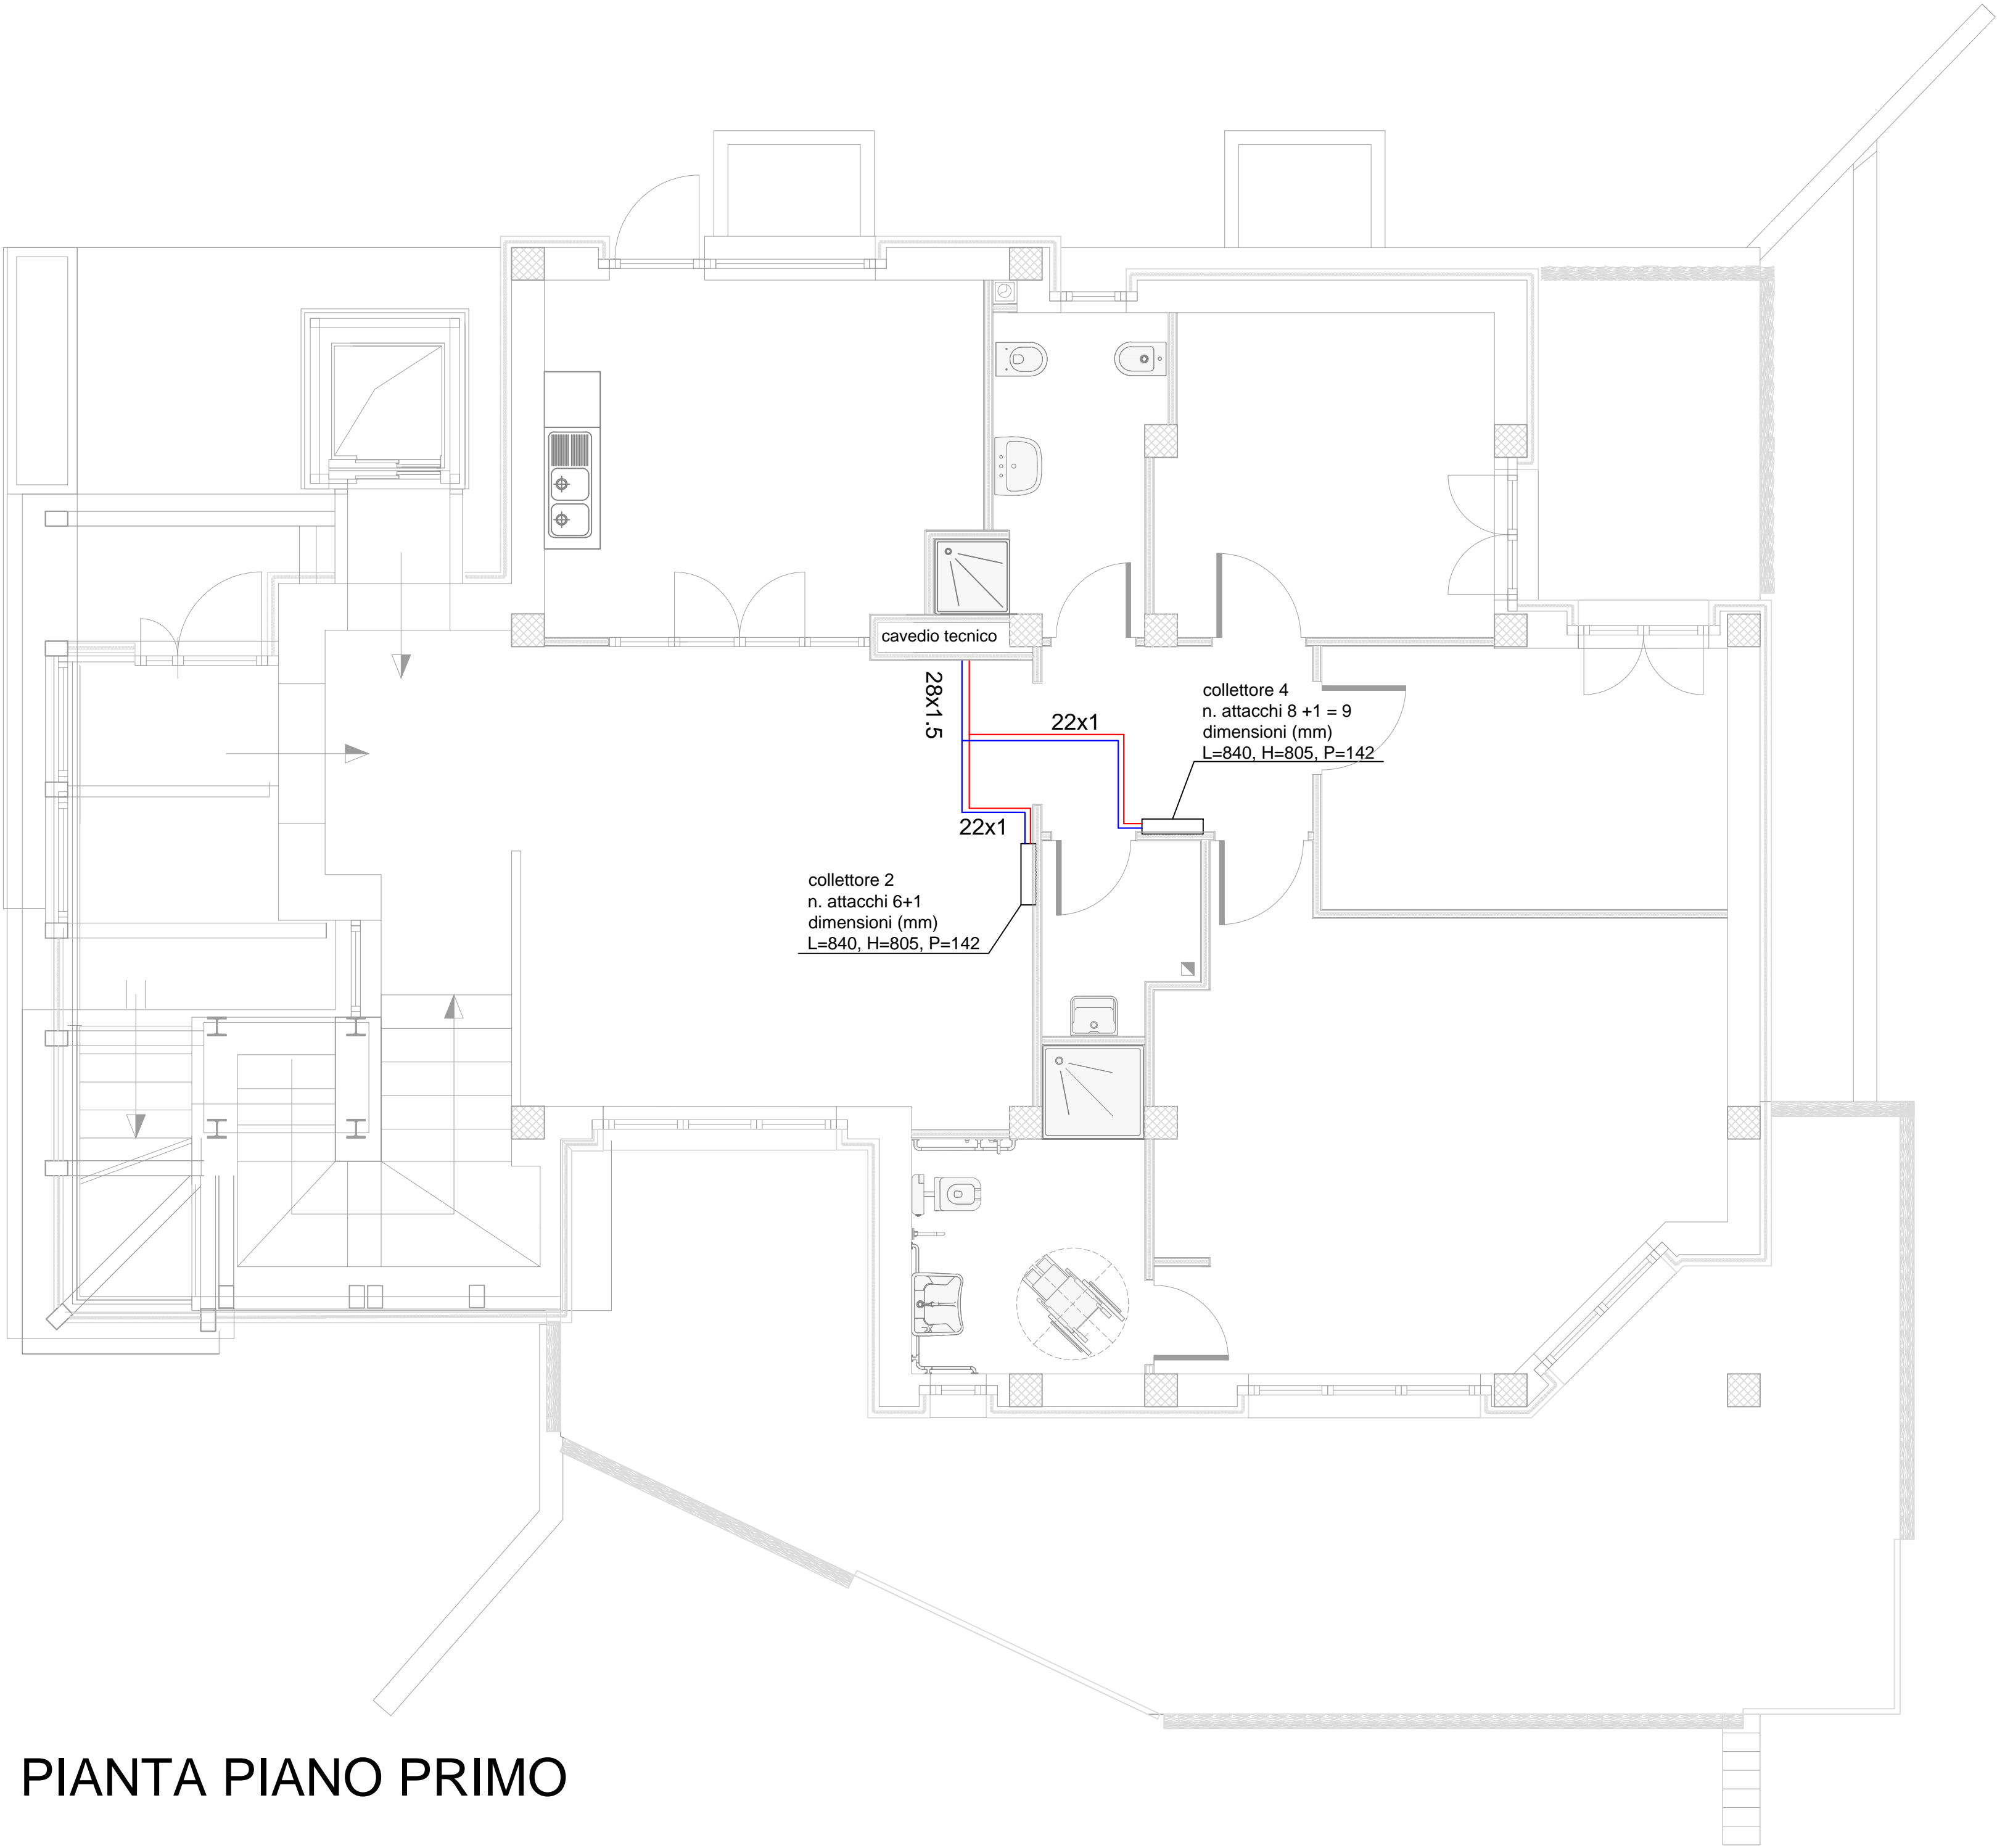 cavedio tecnico
28x1.5
22x1
collettore 4
n. attacchi 8 +1 = 9
dimensioni (mm)
L=840, H=805, P=142
22x1
collettore 2
n. attacchi 6+1
dimensioni (mm)
L=840, H=805, P=142
PIANTA PIANO PRIMO